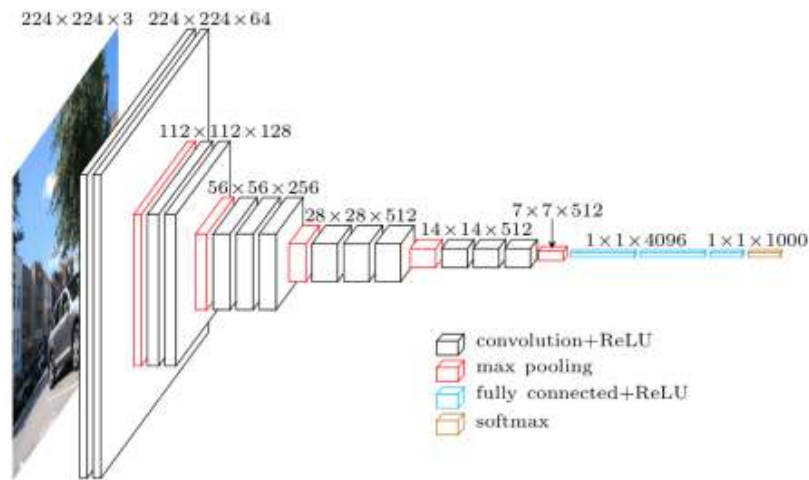 224×224×3
224×224×64
112×112×128
56×56×256
28×28×512
14×14×512
7×7×512
1×1×4096
1×1×1000
convolution+ReLU
max pooling
fully connected+ReLU
softmax